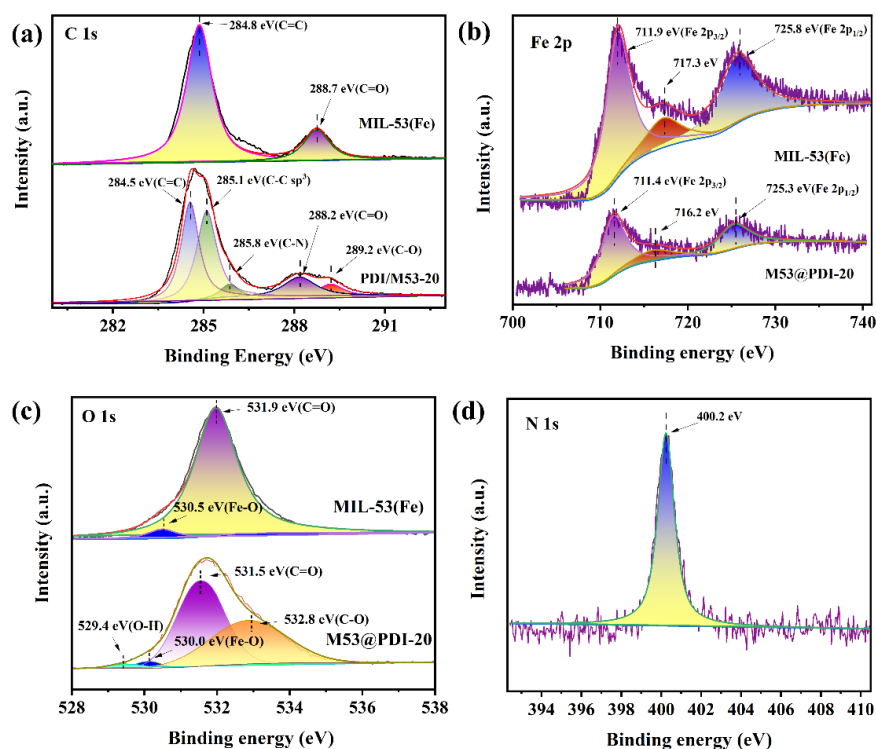 (a)
C 1s
284.8 eV(C=C)
288.7 eV(C=O)
MIL-53(Fe)
284.5 eV(C=C)
285.1 eV(C-C sp³)
285.8 eV(C-N)
288.2 eV(C=O)
289.2 eV(C-O)
PDI/M53-20
Intensity (a.u.)
282 285 288 291
Binding Energy (eV)
(b)
Fe 2p
711.9 eV(Fe 2p₃/₂)
717.3 eV
725.8 eV(Fe 2p₁/₂)
MIL-53(Fe)
711.4 eV(Fe 2p₃/₂)
716.2 eV
725.3 eV(Fe 2p₁/₂)
M53@PDI-20
Intensity (a.u.)
700 710 720 730 740
Binding energy (eV)
(c)
O 1s
531.9 eV(C=O)
530.5 eV(Fe-O)
MIL-53(Fe)
531.5 eV(C=O)
529.4 eV(O-H)
530.0 eV(Fe-O)
532.8 eV(C-O)
M53@PDI-20
Intensity (a.u.)
528 530 532 534 536 538
Binding energy (eV)
(d)
N 1s
400.2 eV
Intensity (a.u.)
394 396 398 400 402 404 406 408 410
Binding energy (eV)